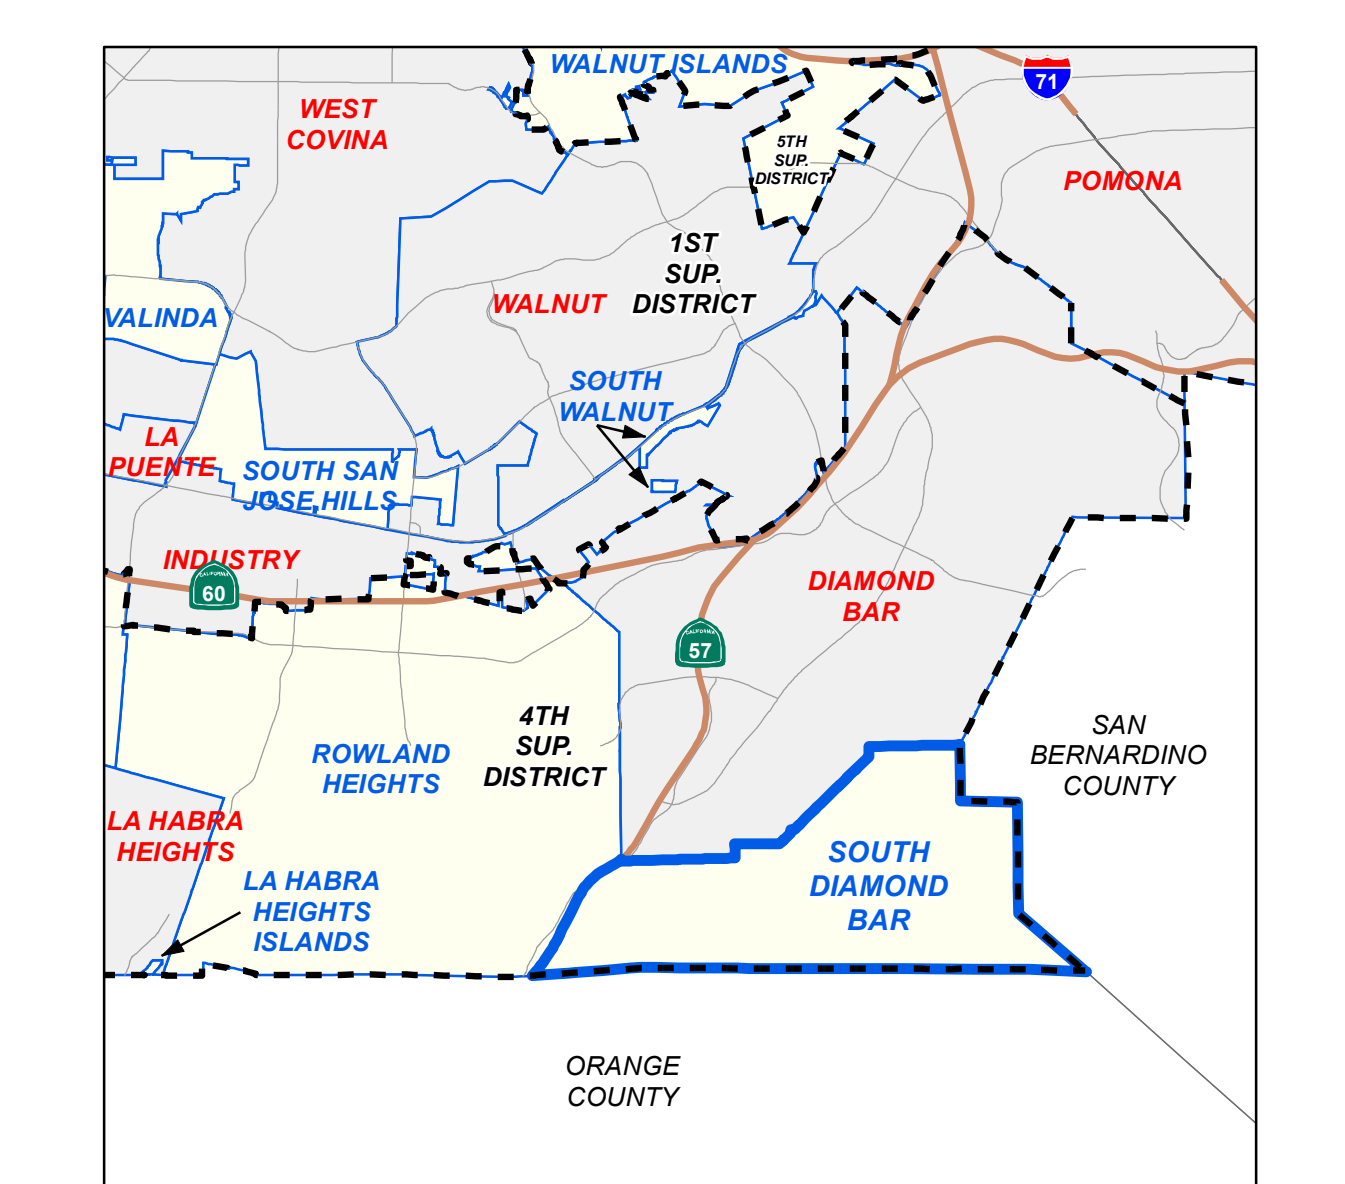 WALNUT ISLANDS
71
WEST
COVINA
5TH
SUP.
DISTRICT
POMONA
1ST
SUP.
DISTRICT
WALNUT
VALINDA
SOUTH
WALNUT
LA
PUENTE
SOUTH SAN
JOSE HILLS
INDUSTRY
CALIFORNIA
60
DIAMOND
BAR
CALIFORNIA
57
4TH
SUP.
DISTRICT
ROWLAND
HEIGHTS
SAN
BERNARDINO
COUNTY
LA HABRA
HEIGHTS
SOUTH
DIAMOND
BAR
LA HABRA
HEIGHTS
ISLANDS
ORANGE
COUNTY